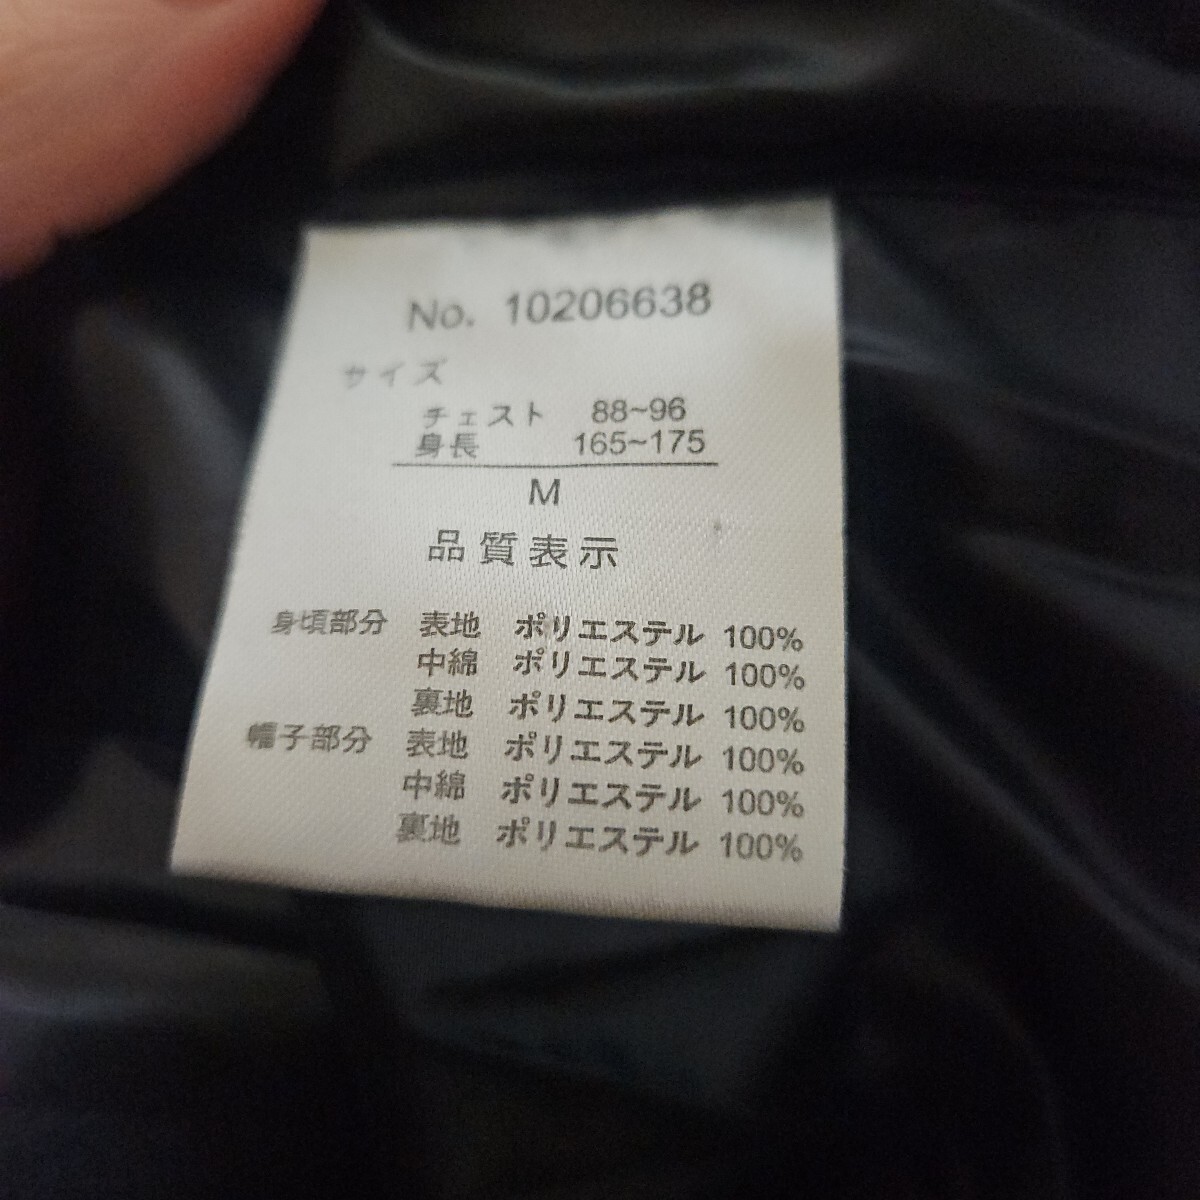 No. 10206638
サイズ
チェスト 88~96
身長 165~175
M
品質表示
身頃部分 表地 ポリエステル 100%
中綿 ポリエステル 100%
裏地 ポリエステル 100%
帽子部分 表地 ポリエステル 100%
中綿 ポリエステル 100%
裏地 ポリエステル 100%